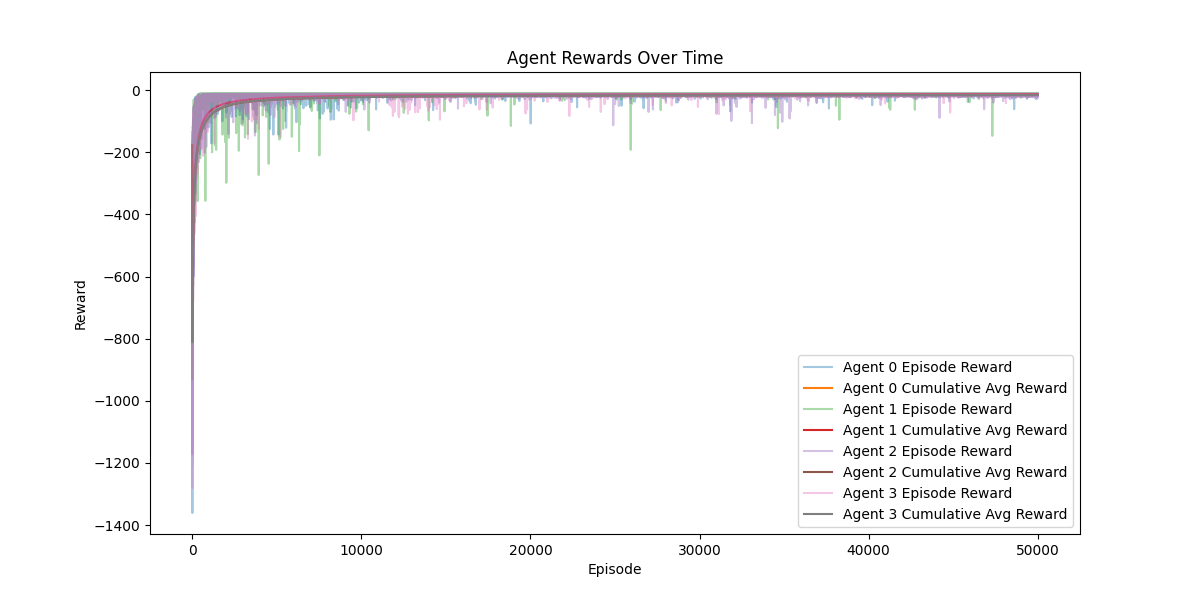 Agent Rewards Over Time
0
−200
−400
−600
−800
−1000
−1200
−1400
Reward
0 10000 20000 30000 40000 50000
Episode
Agent 0 Episode Reward
Agent 0 Cumulative Avg Reward
Agent 1 Episode Reward
Agent 1 Cumulative Avg Reward
Agent 2 Episode Reward
Agent 2 Cumulative Avg Reward
Agent 3 Episode Reward
Agent 3 Cumulative Avg Reward